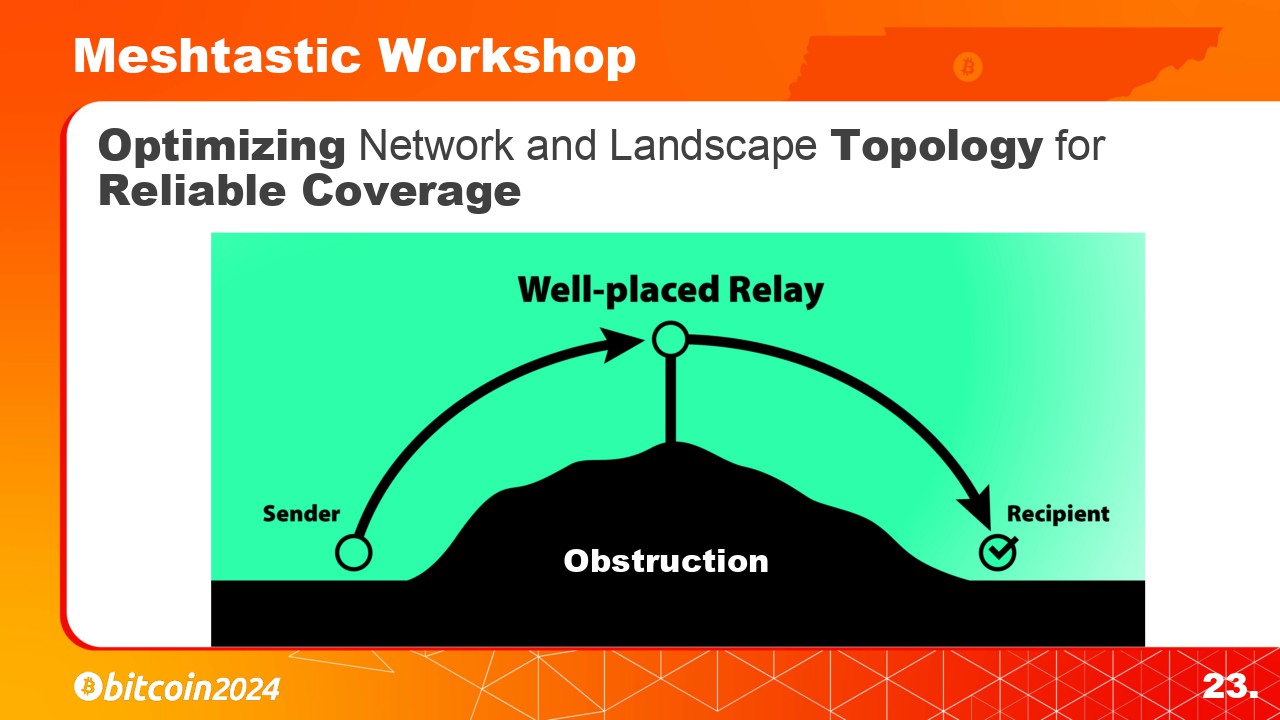 Meshtastic Workshop
Optimizing Network and Landscape Topology for
Reliable Coverage
Well-placed Relay
Sender
Recipient
Obstruction
bitcoin2024
23.